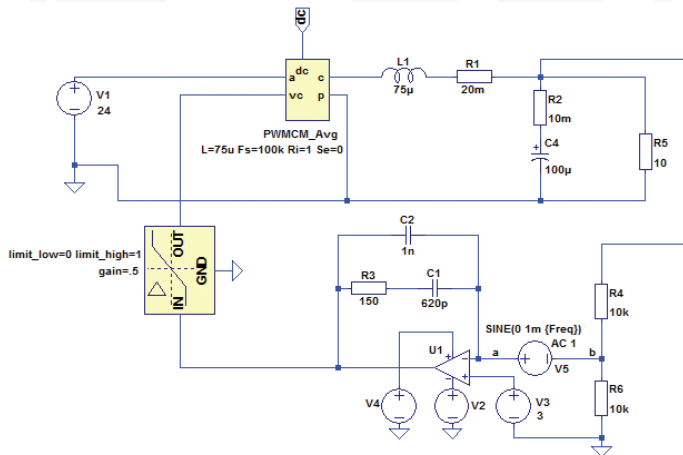 dc
V1
24
dc
a
c
vc
p
PWMCM_Avg
L=75u Fs=100k Ri=1 Se=0
L1
75µ
R1
20m
R2
10m
C4
+
100µ
R5
10
limit_low=0 limit_high=1
gain=.5
OUT
GND
IN
C2
1n
R3
150
C1
620p
U1
V4
V2
V3
3
a
SINE(0 1m {Freq})
AC 1
V5
b
R4
10k
R6
10k